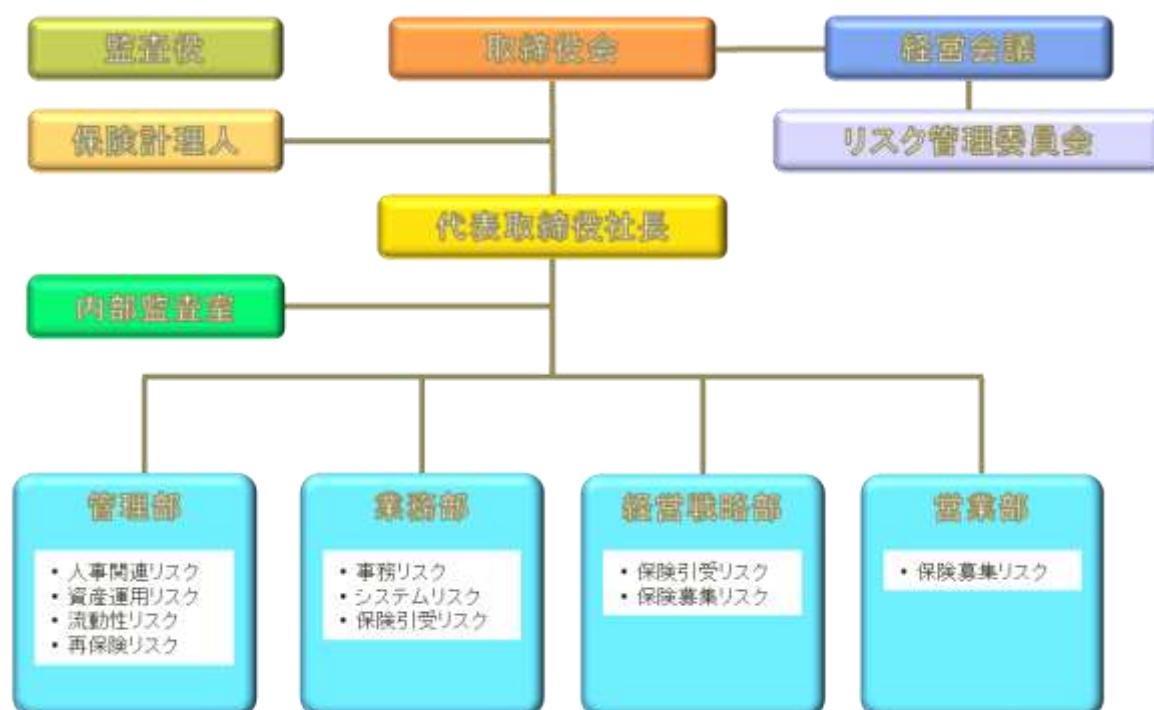 監査役
取締役会
経営会議
保険計理人
リスク管理委員会
代表取締役社長
内部監査室
管理部
• 人事関連リスク
• 資産運用リスク
• 流動性リスク
• 再保険リスク
業務部
• 事務リスク
• システムリスク
• 保険引受リスク
経営戦略部
• 保険引受リスク
• 保険募集リスク
営業部
• 保険募集リスク